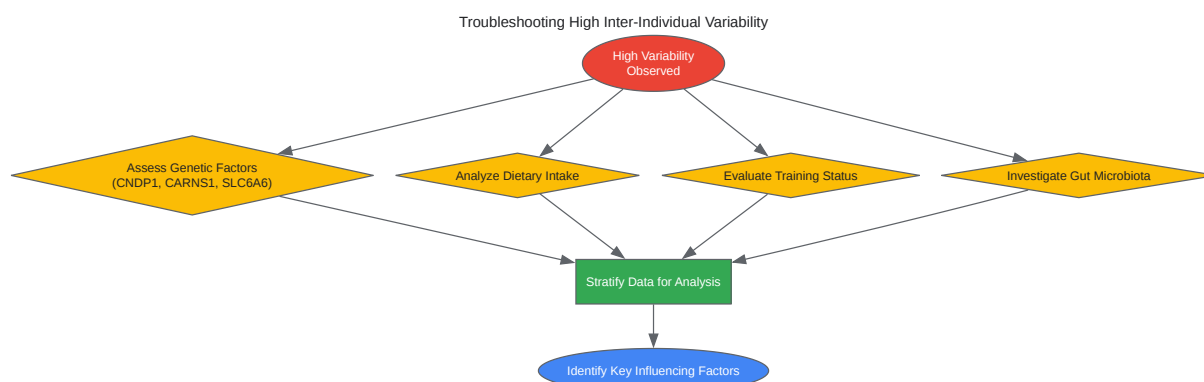 Troubleshooting High Inter-Individual Variability
High Variability
Observed
Assess Genetic Factors
(CNDP1, CARNS1, SLC6A6)
Analyze Dietary Intake
Evaluate Training Status
Investigate Gut Microbiota
Stratify Data for Analysis
Identify Key Influencing Factors